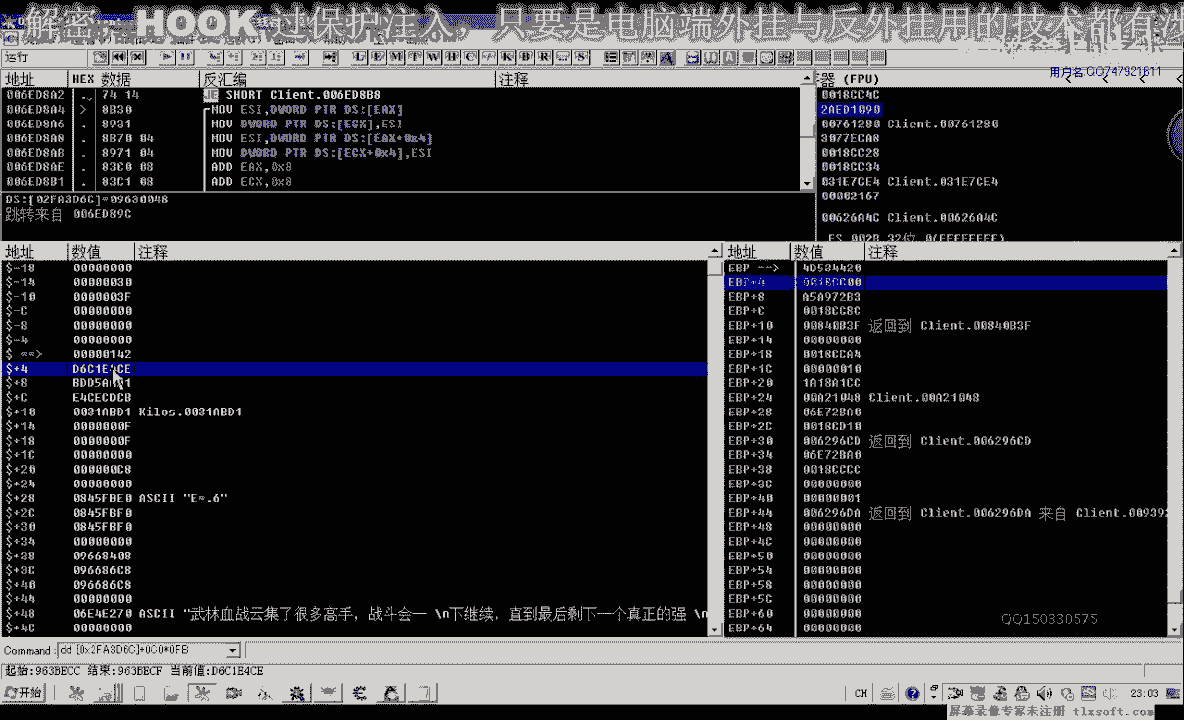 解密，HOOK 过保护注入，只要是电脑端外挂与反外挂用的技术都有涉
运行
用户名:QQ747921811
地址 HEX 数据 反汇编 注释
器 (FPU)
006ED8A2 74 14 JE SHORT Client.006ED8B8
006ED8A4 8B30 MOV ESI,DWORD PTR DS:[EAX]
006ED8A6 8931 MOV DWORD PTR DS:[ECX],ESI
006ED8A8 8B70 04 MOV ESI,DWORD PTR DS:[EAX+0x4]
006ED8AB 8971 04 MOV DWORD PTR DS:[ECX+0x4],ESI
006ED8AE 83C0 08 ADD EAX,0x8
006ED8B1 83C1 08 ADD ECX,0x8
0018CC4C
2AED1090
00761280 Client.00761280
3077ECA8
0018CC28
0018CC34
031E7CE4 Client.031E7CE4
00002167
00626A4C Client.00626A4C
ES 002B 32位 0(FFFFFFFF)
DS:[02FA3D6C]=09630048
跳转来自 006ED89C
地址 数值 注释
$-18 00000000
$-14 00000030
$-10 0000003F
$-C 00000000
$-8 00000000
$-4 00000000
$ ==> 00000142
$+4 D6C1E4CE
$+8
$+C E4CECDCB
$+10 0031ABD1 Kilos.0031ABD1
$+14 0000000F
$+18 0000000F
$+1C 00000000
$+20 000000C8
$+24 00000000
$+28 0845FBE0 ASCII "E=.6"
$+2C 0845FBF0
$+30 0845FBF0
$+34 00000000
$+38 09668408
$+3C 096686C8
$+40 096686C8
$+44 00000000
$+48 06E4E270 ASCII "武林血战云集了很多高手，战斗会一 \n下继续，直到最后剩下一个真正的强 \n
$+4C 00000000
地址 数值 注释
EBP ==> 4D534420
EBP+4 0018CC00
EBP+8 A5A972B3
EBP+C 0018CC8C
EBP+10 00840B3F 返回到 Client.00840B3F
EBP+14 00000000
EBP+18 0018CCA4
EBP+1C 00000010
EBP+20 1A18A1CC
EBP+24 00A21048 Client.00A21048
EBP+28 06E72BA0
EBP+2C 0018CD18
EBP+30 006296CD 返回到 Client.006296CD
EBP+34 06E72BA0
EBP+38 0018CCCC
EBP+3C 00000000
EBP+40 00000001
EBP+44 006296DA 返回到 Client.006296DA 来自 Client.00939
EBP+48 00000000
EBP+4C 00000000
EBP+50 00000000
EBP+54 00000000
EBP+58 00000000
EBP+5C 00000000
EBP+60 00000000
EBP+64 00000000
QQ150330575
Command: dd [0x2FA3D6C]+0C0*0FB
起始:963BECC 结束:963BECF 当前值:D6C1E4CE
开始
CH
23:03
屏幕录像专家未注册 tlxsoft.com